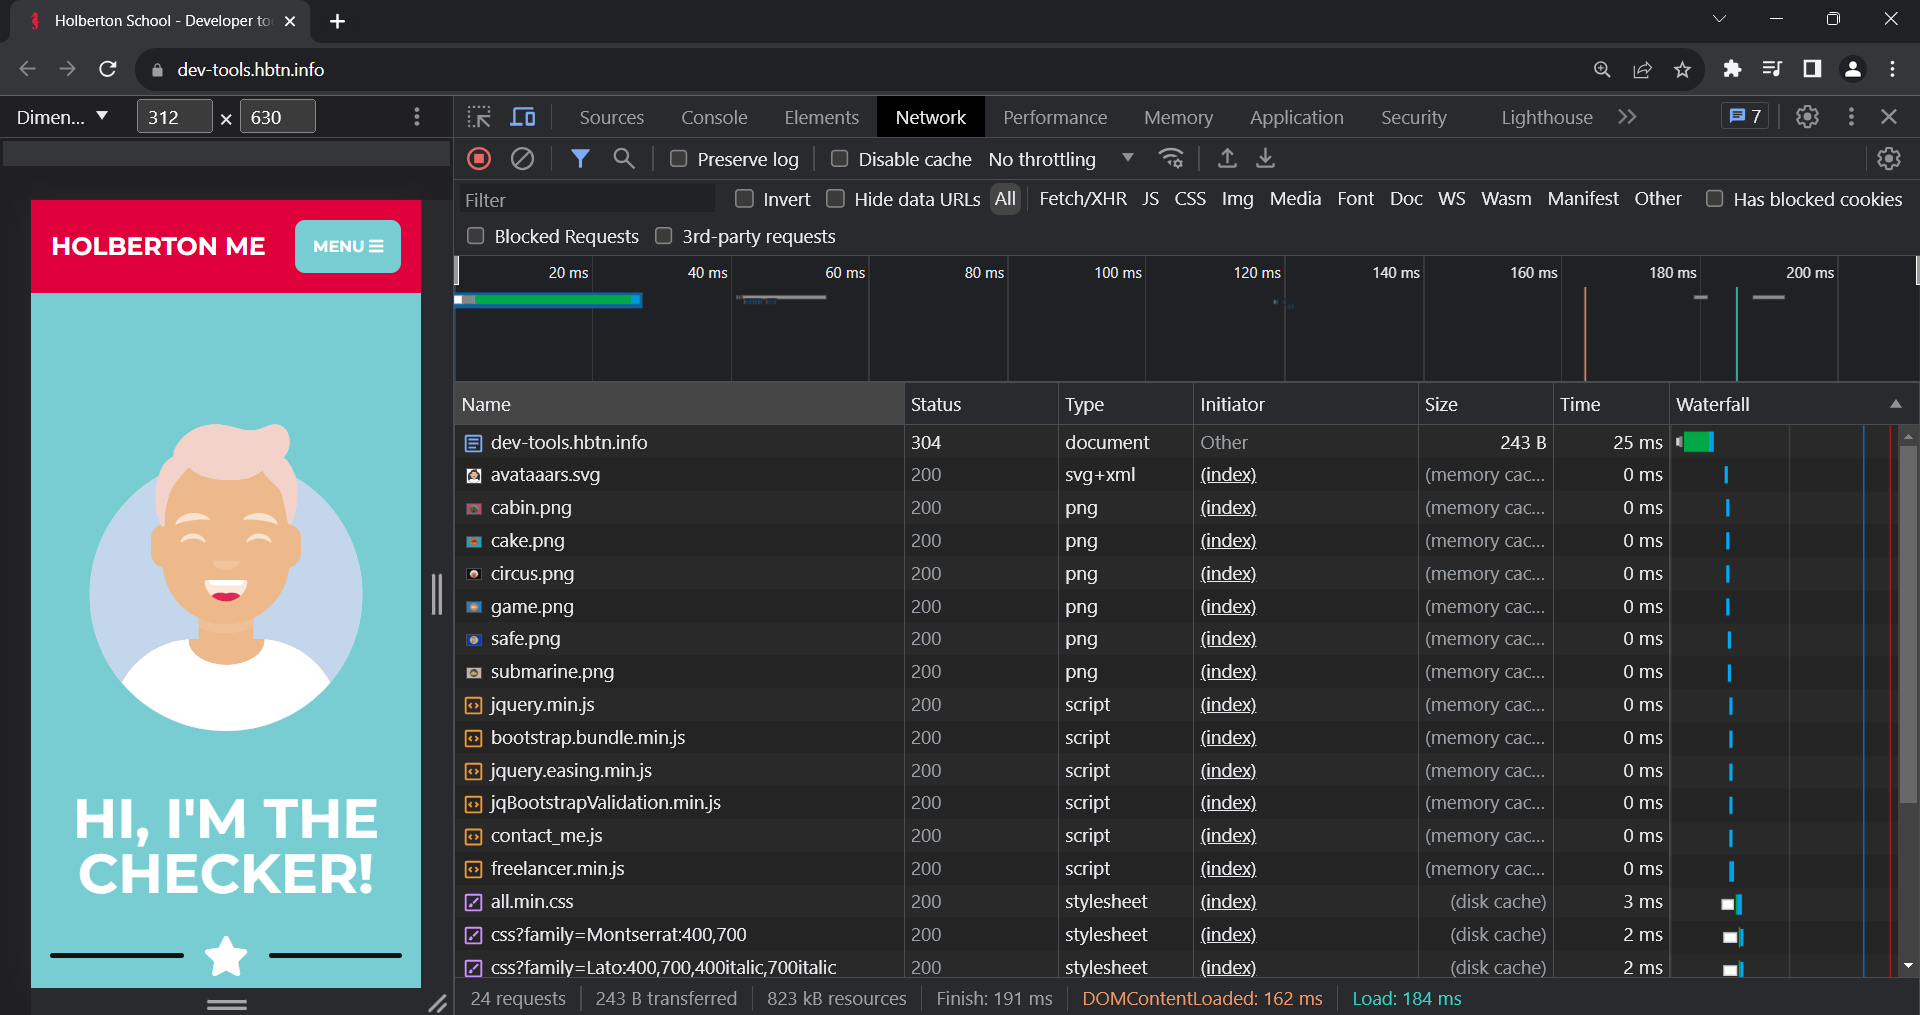 Holberton School - Developer to
dev-tools.hbtn.info
Dimen... 312 × 630
Sources Console Elements Network Performance Memory Application Security Lighthouse 7
Preserve log Disable cache No throttling
Filter Invert Hide data URLs All Fetch/XHR JS CSS Img Media Font Doc WS Wasm Manifest Other Has blocked cookies
Blocked Requests 3rd-party requests
20 ms 40 ms 60 ms 80 ms 100 ms 120 ms 140 ms 160 ms 180 ms 200 ms
HOLBERTON ME MENU
HI, I'M THE
CHECKER!
Name Status Type Initiator Size Time Waterfall
dev-tools.hbtn.info 304 document Other 243 B 25 ms
avataaars.svg 200 svg+xml (index) (memory cac... 0 ms
cabin.png 200 png (index) (memory cac... 0 ms
cake.png 200 png (index) (memory cac... 0 ms
circus.png 200 png (index) (memory cac... 0 ms
game.png 200 png (index) (memory cac... 0 ms
safe.png 200 png (index) (memory cac... 0 ms
submarine.png 200 png (index) (memory cac... 0 ms
jquery.min.js 200 script (index) (memory cac... 0 ms
bootstrap.bundle.min.js 200 script (index) (memory cac... 0 ms
jquery.easing.min.js 200 script (index) (memory cac... 0 ms
jqBootstrapValidation.min.js 200 script (index) (memory cac... 0 ms
contact_me.js 200 script (index) (memory cac... 0 ms
freelancer.min.js 200 script (index) (memory cac... 0 ms
all.min.css 200 stylesheet (index) (disk cache) 3 ms
css?family=Montserrat:400,700 200 stylesheet (index) (disk cache) 2 ms
css?family=Lato:400,700,400italic,700italic 200 stylesheet (index) (disk cache) 2 ms
24 requests 243 B transferred 823 kB resources Finish: 191 ms DOMContentLoaded: 162 ms Load: 184 ms